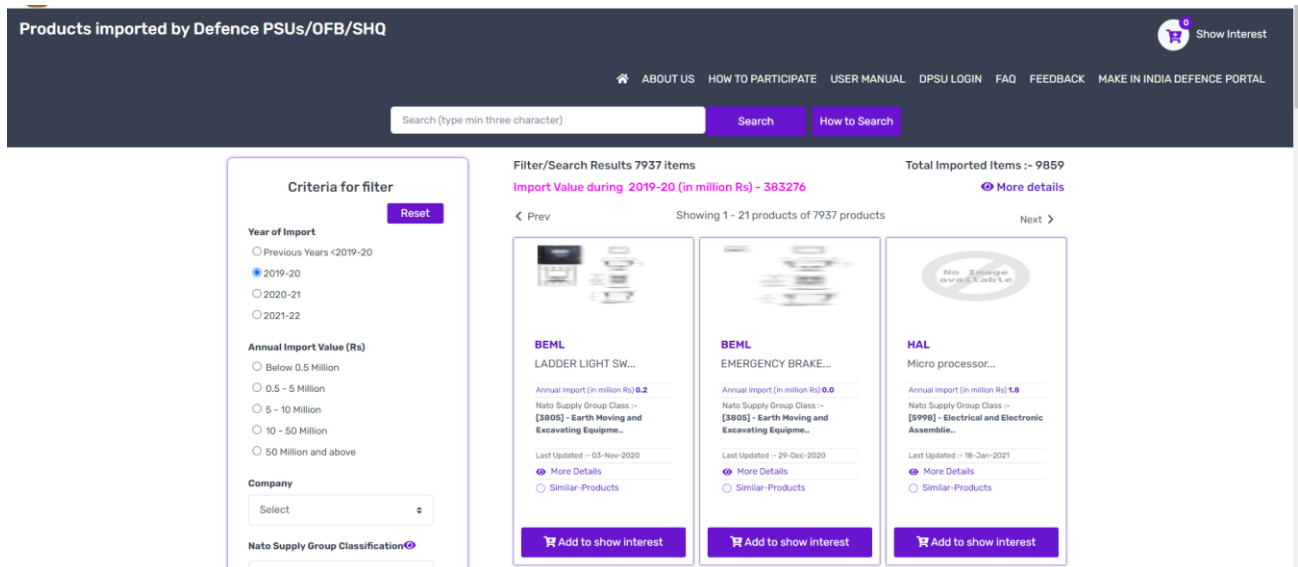 Products imported by Defence PSUs/OFB/SHQ
0
Show Interest
ABOUT US HOW TO PARTICIPATE USER MANUAL DPSU LOGIN FAQ FEEDBACK MAKE IN INDIA DEFENCE PORTAL
Search (type min three character) Search How to Search
Criteria for filter
Reset
Year of Import
Previous Years <2019-20
2019-20
2020-21
2021-22
Annual Import Value (Rs)
Below 0.5 Million
0.5 - 5 Million
5 - 10 Million
10 - 50 Million
50 Million and above
Company
Select
Nato Supply Group Classification
Filter/Search Results 7937 items Total Imported Items :- 9859
Import Value during 2019-20 (in million Rs) - 383276 More details
Prev Showing 1 - 21 products of 7937 products Next
BEML
LADDER LIGHT SW...
Annual Import (in million Rs) 0.2
Nato Supply Group Class :-
[3805] - Earth Moving and
Excavating Equipme..
Last Updated :- 03-Nov-2020
More Details
Similar-Products
Add to show interest
BEML
EMERGENCY BRAKE...
Annual Import (in million Rs) 0.0
Nato Supply Group Class :-
[3805] - Earth Moving and
Excavating Equipme..
Last Updated :- 29-Dec-2020
More Details
Similar-Products
Add to show interest
No Image
available
HAL
Micro processor...
Annual Import (in million Rs) 1.8
Nato Supply Group Class :-
[5998] - Electrical and Electronic
Assemblie..
Last Updated :- 18-Jan-2021
More Details
Similar-Products
Add to show interest